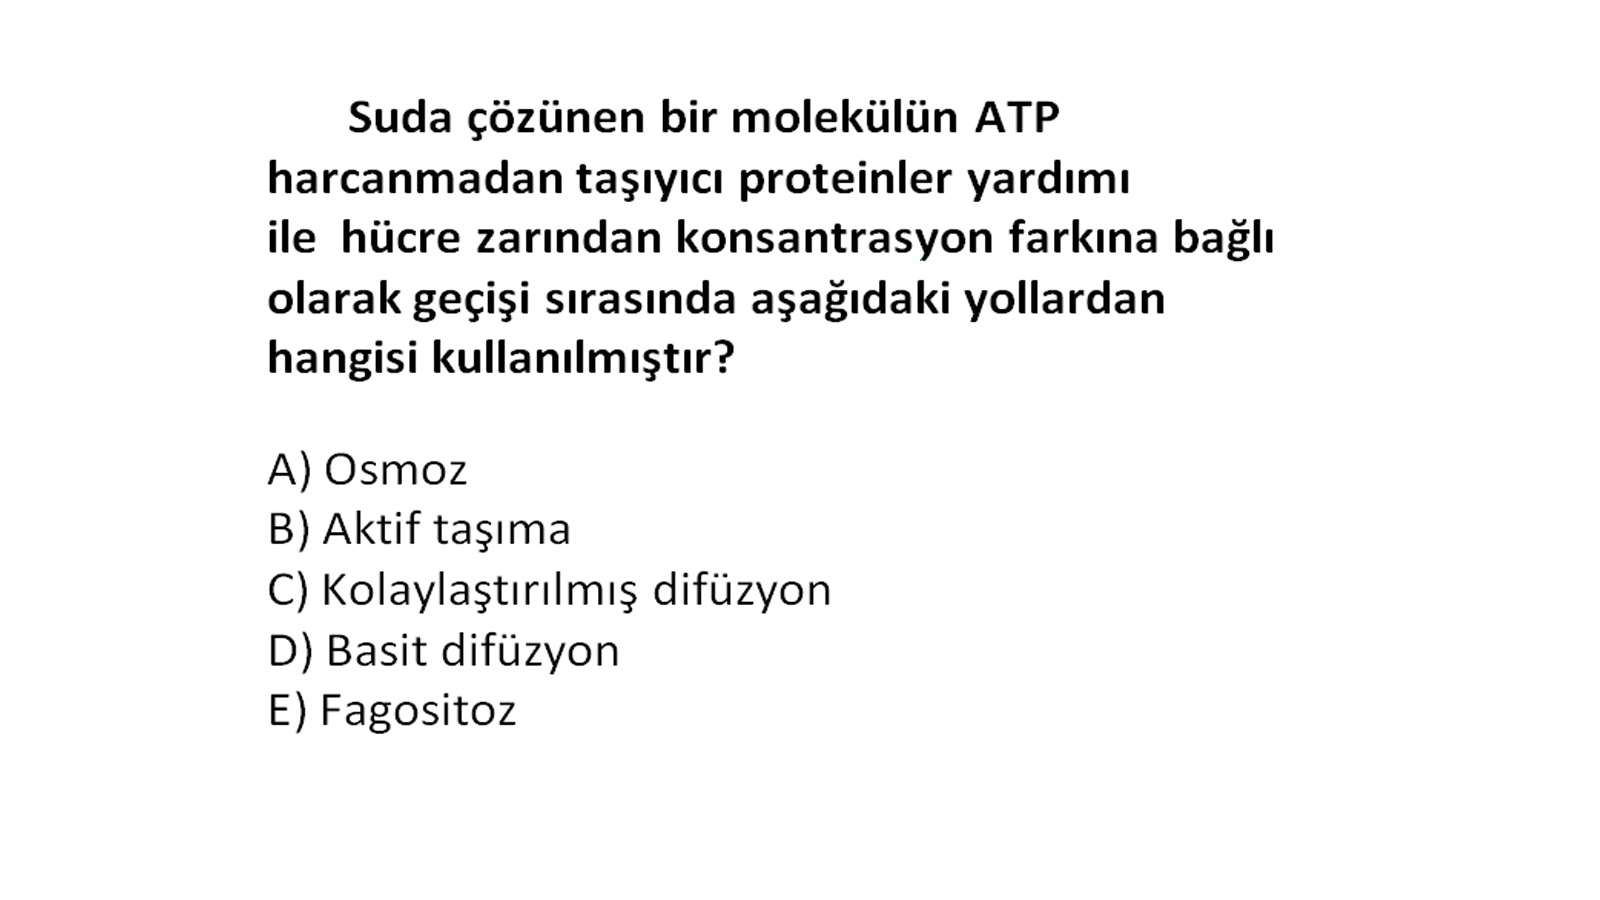 Suda çözünen bir molekülün ATP
harcanmadan taşıyıcı proteinler yardımı
ile hücre zarından konsantrasyon farkına bağlı
olarak geçişi sırasında aşağıdaki yollardan
hangisi kullanılmıştır?
A) Osmoz
B) Aktif taşıma
C) Kolaylaştırılmış difüzyon
D) Basit difüzyon
E) Fagositoz